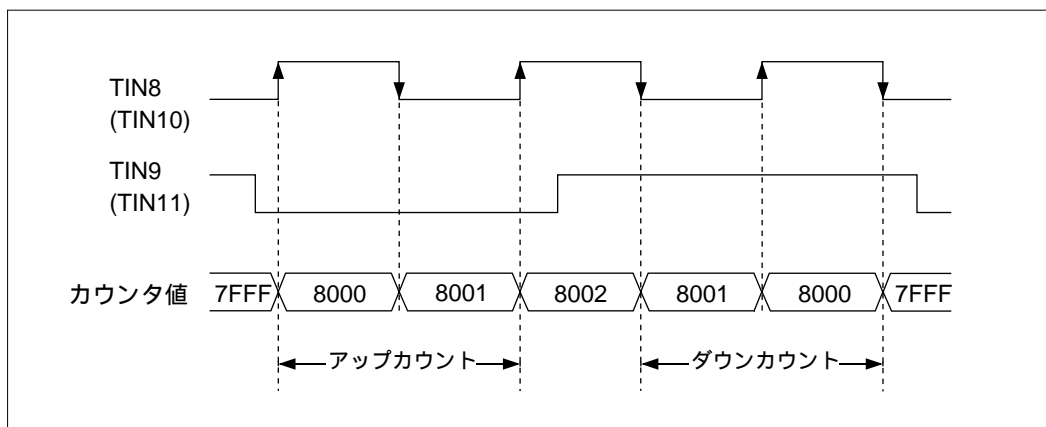 TIN8
(TIN10)
TIN9
(TIN11)
カウンタ値 7FFF 8000 8001 8002 8001 8000 7FFF
アップカウント ダウンカウント